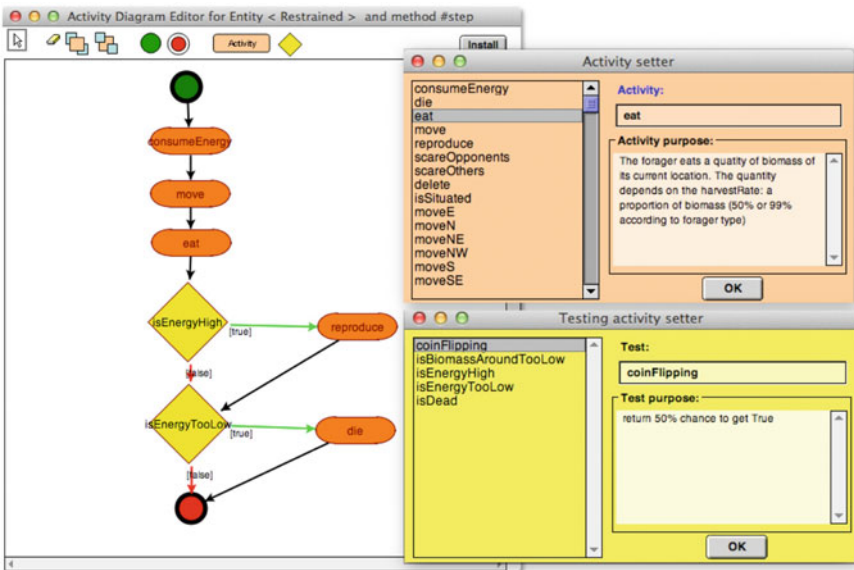 Activity Diagram Editor for Entity < Restrained > and method #step
Activity
Install
consumeEnergy
move
eat
isEnergyHigh
[true]
reproduce
[false]
isEnergyTooLow
[true]
die
[false]
Activity setter
consumeEnergy
die
eat
move
reproduce
scareOpponents
scareOthers
delete
isSituated
moveE
moveN
moveNE
moveNW
moveS
moveSE
Activity:
eat
Activity purpose:
The forager eats a quatity of biomass of
its current location. The quantity
depends on the harvestRate: a
proportion of biomass (50% or 99%
according to forager type)
OK
Testing activity setter
coinFlipping
isBiomassAroundTooLow
isEnergyHigh
isEnergyTooLow
isDead
Test:
coinFlipping
Test purpose:
return 50% chance to get True
OK